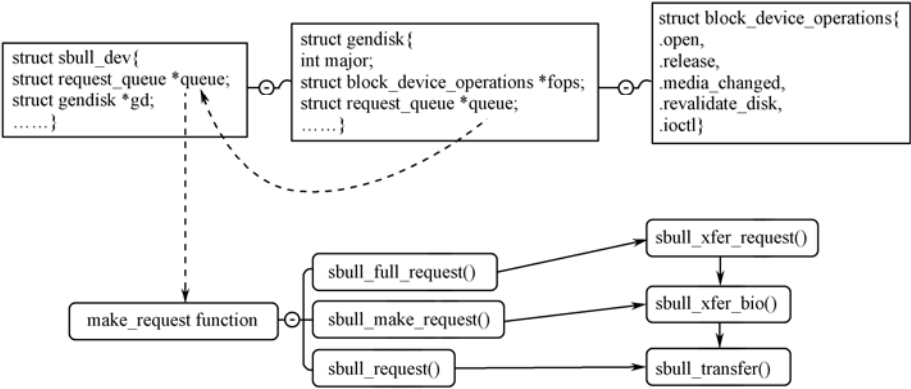 struct sbull_dev{
struct request_queue *queue;
struct gendisk *gd;
……}
struct gendisk{
int major;
struct block_device_operations *fops;
struct request_queue *queue;
……}
struct block_device_operations{
.open,
.release,
.media_changed,
.revalidate_disk,
.ioctl}
make_request function
sbull_full_request()
sbull_make_request()
sbull_request()
sbull_xfer_request()
sbull_xfer_bio()
sbull_transfer()